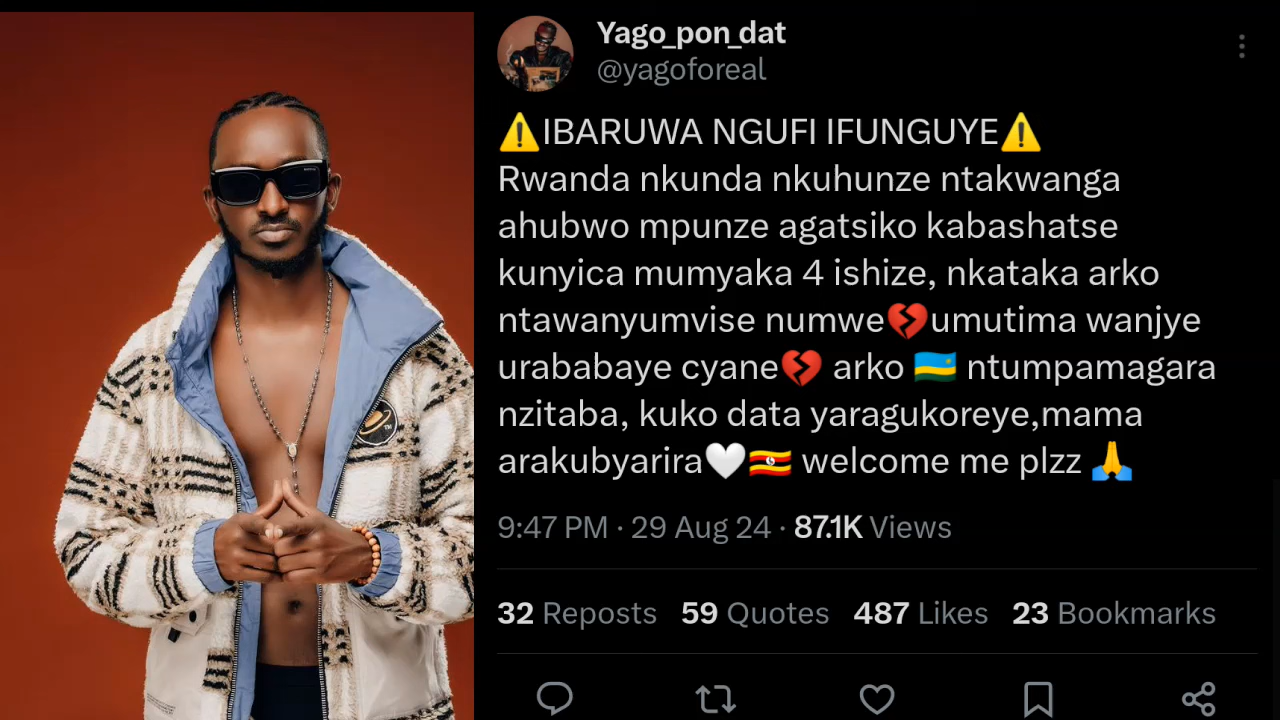 Yago_pon_dat
@yagoforeal
⚠️IBARUWA NGUFI IFUNGUYE⚠️
Rwanda nkunda nkuhunze ntakwanga
ahubwo mpunze agatsiko kabashatse
kunyica mumyaka 4 ishize, nkataka arko
ntawanyumvise numwe💔umutima wanjye
urababaye cyane💔 arko 🇷🇼 ntumpamagara
nzitaba, kuko data yaragukoreye,mama
arakubyarira🤍🇺🇬 welcome me plzz 🙏
9:47 PM · 29 Aug 24 · 87.1K Views
32 Reposts 59 Quotes 487 Likes 23 Bookmarks